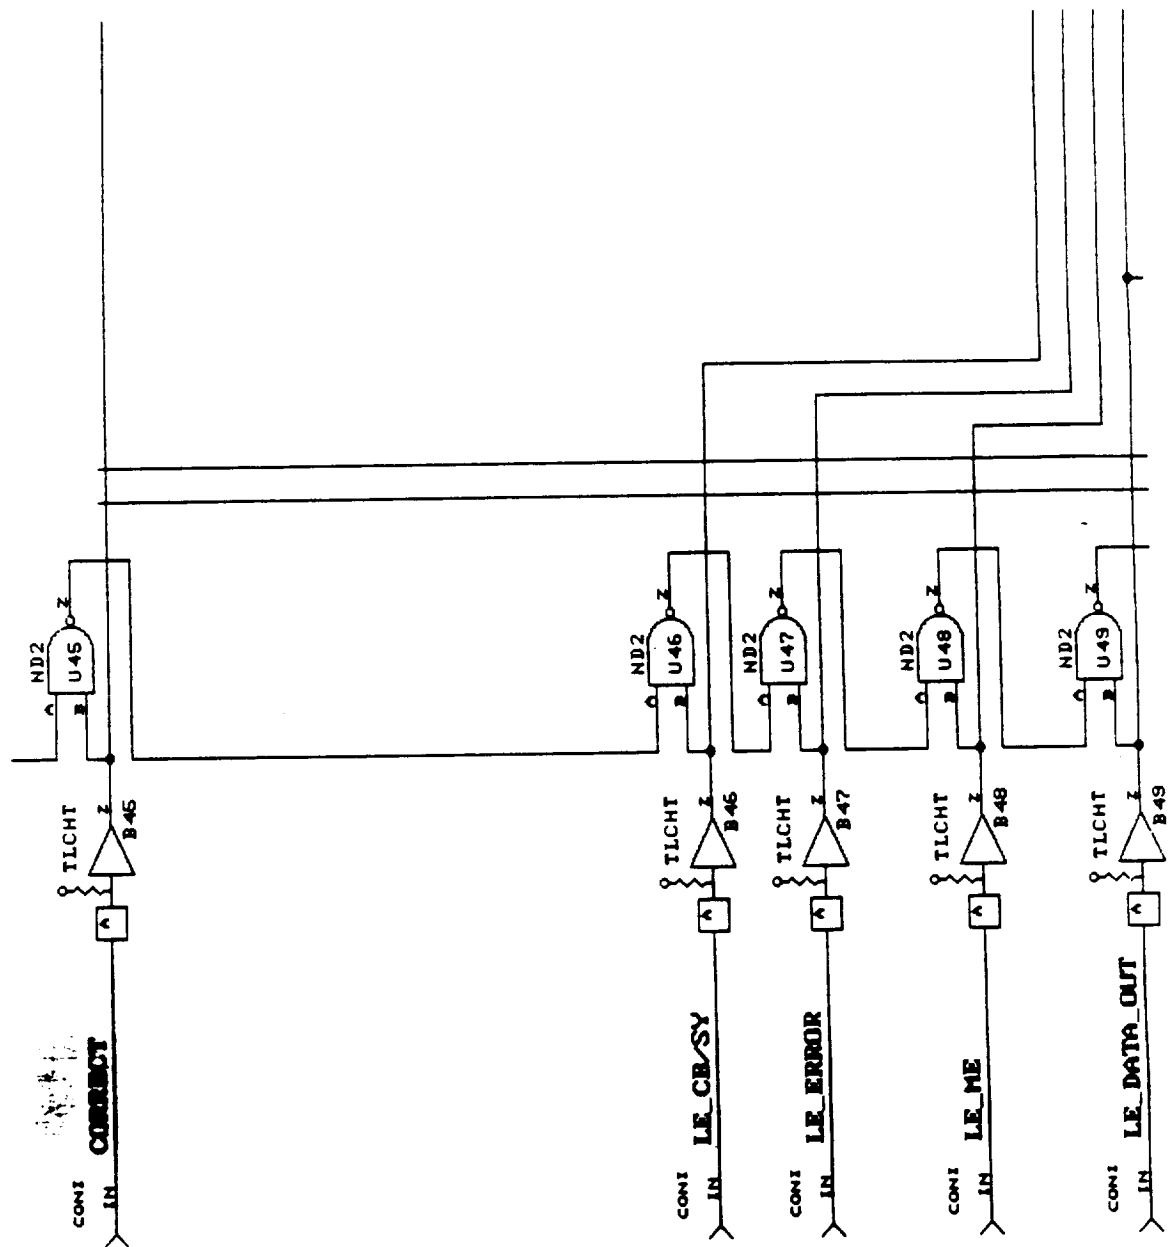 ND2
U45
A
B
Z
TLCHT
Z
B45
A
CORRECT
CONI
IN
ND2
U46
A
B
Z
TLCHT
Z
B46
A
LE_CB/SY
CONI
IN
ND2
U47
A
B
Z
TLCHT
Z
B47
A
LE_ERROR
CONI
IN
ND2
U48
A
B
Z
TLCHT
Z
B48
A
LE_ME
CONI
IN
ND2
U49
A
B
Z
TLCHT
Z
B49
A
LE_DATA_OUT
CONI
IN